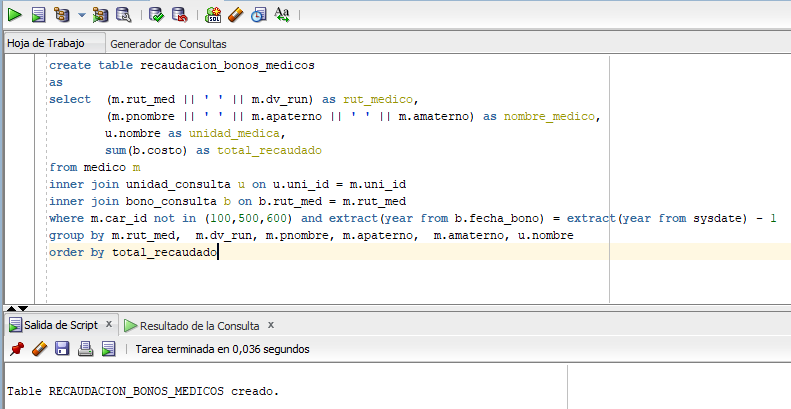 Hoja de Trabajo Generador de Consultas
create table recaudacion_bonos_medicos
as
select  (m.rut_med || ' ' || m.dv_run) as rut_medico,
        (m.pnombre || ' ' || m.apaterno || ' ' || m.amaterno) as nombre_medico,
        u.nombre as unidad_medica,
        sum(b.costo) as total_recaudado
from medico m
inner join unidad_consulta u on u.uni_id = m.uni_id
inner join bono_consulta b on b.rut_med = m.rut_med
where m.car_id not in (100,500,600) and extract(year from b.fecha_bono) = extract(year from sysdate) - 1
group by m.rut_med,  m.dv_run, m.pnombre, m.apaterno,  m.amaterno, u.nombre
order by total_recaudado
Salida de Script x Resultado de la Consulta x
Tarea terminada en 0,036 segundos
Table RECAUDACION_BONOS_MEDICOS creado.